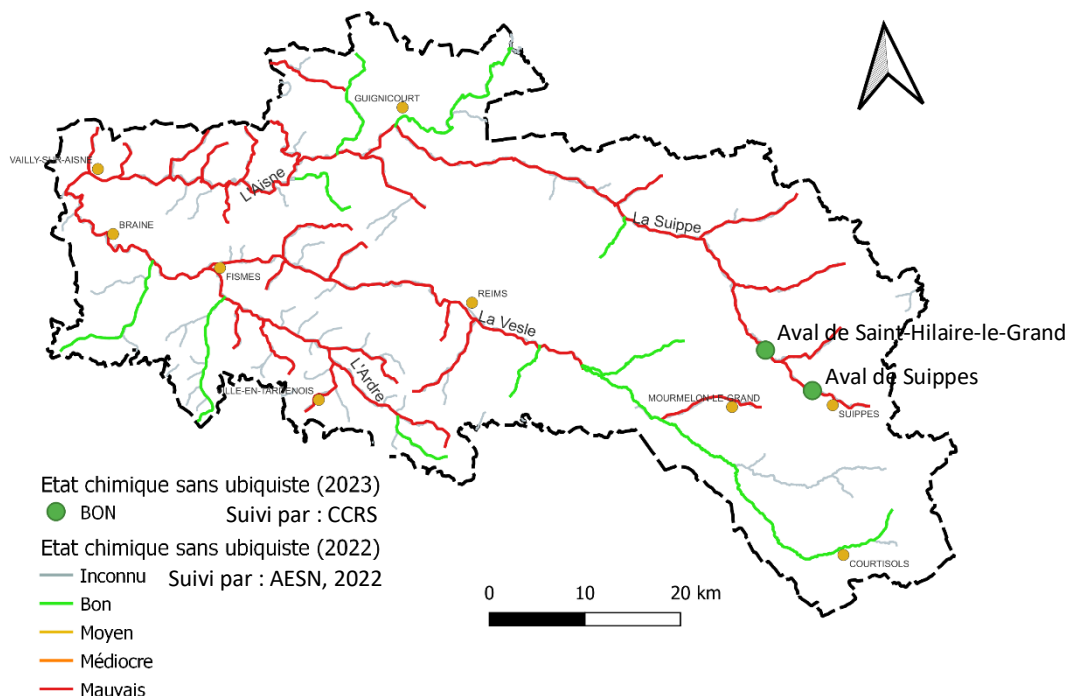 GUIGNICOURT
VAILLY-SUR-AISNE
L'Aisne
La Suippe
BRAINE
FISMES
REIMS
La Vesle
Aval de Saint-Hilaire-le-Grand
L'Ardre
Aval de Suippes
MOURMELON-LE-GRAND
SUIPPES
Etat chimique sans ubiquiste (2023)
BON
Suivi par : CCRS
Etat chimique sans ubiquiste (2022)
Inconnu
Suivi par : AESN, 2022
Bon
Moyen
Médiocre
Mauvais
COURTISOLS
0 10 20 km